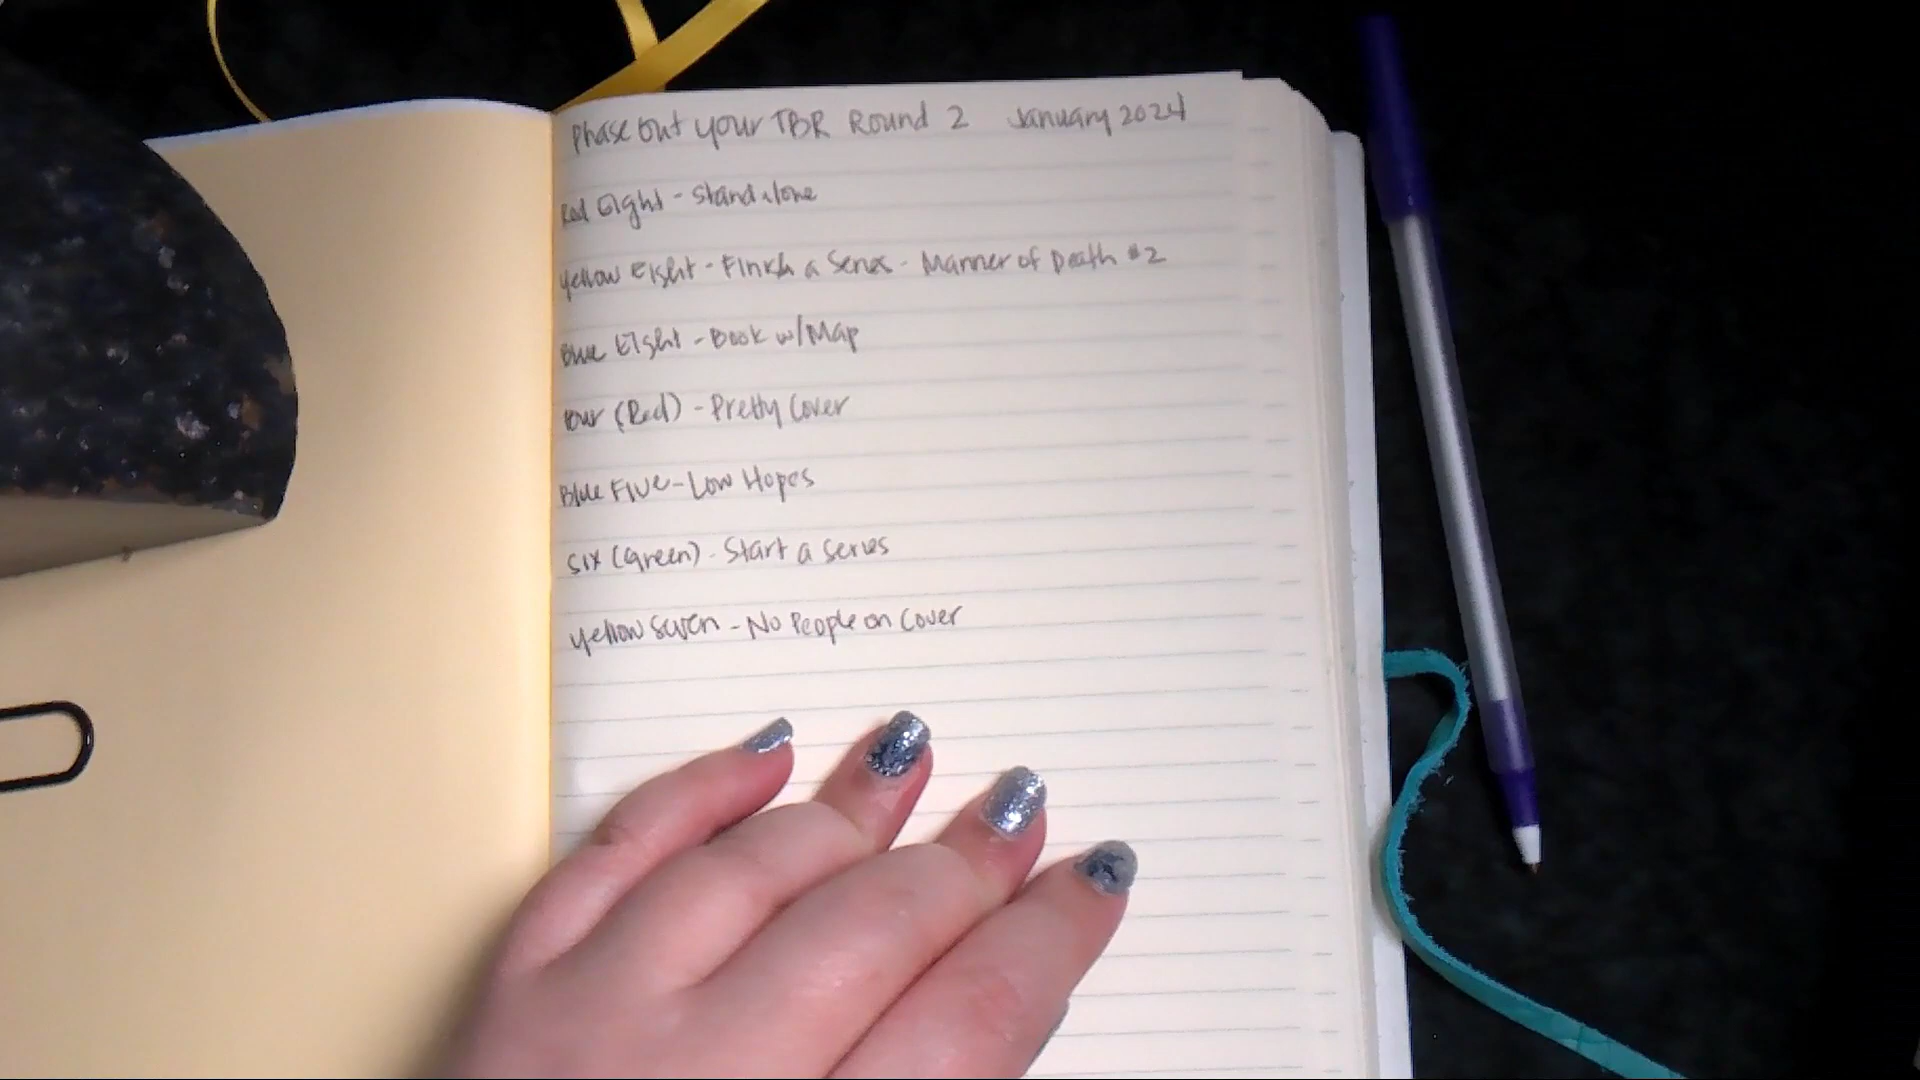 Phase Out your TBR Round 2 January 2024
Red Eight - Standalone
Yellow Eight - Finish a Series - Manner of Death #2
Blue Eight - Book w/Map
Four (Red) - Pretty Cover
Blue Five - Low Hopes
Six (Green) - Start a Series
Yellow Seven - No People on Cover